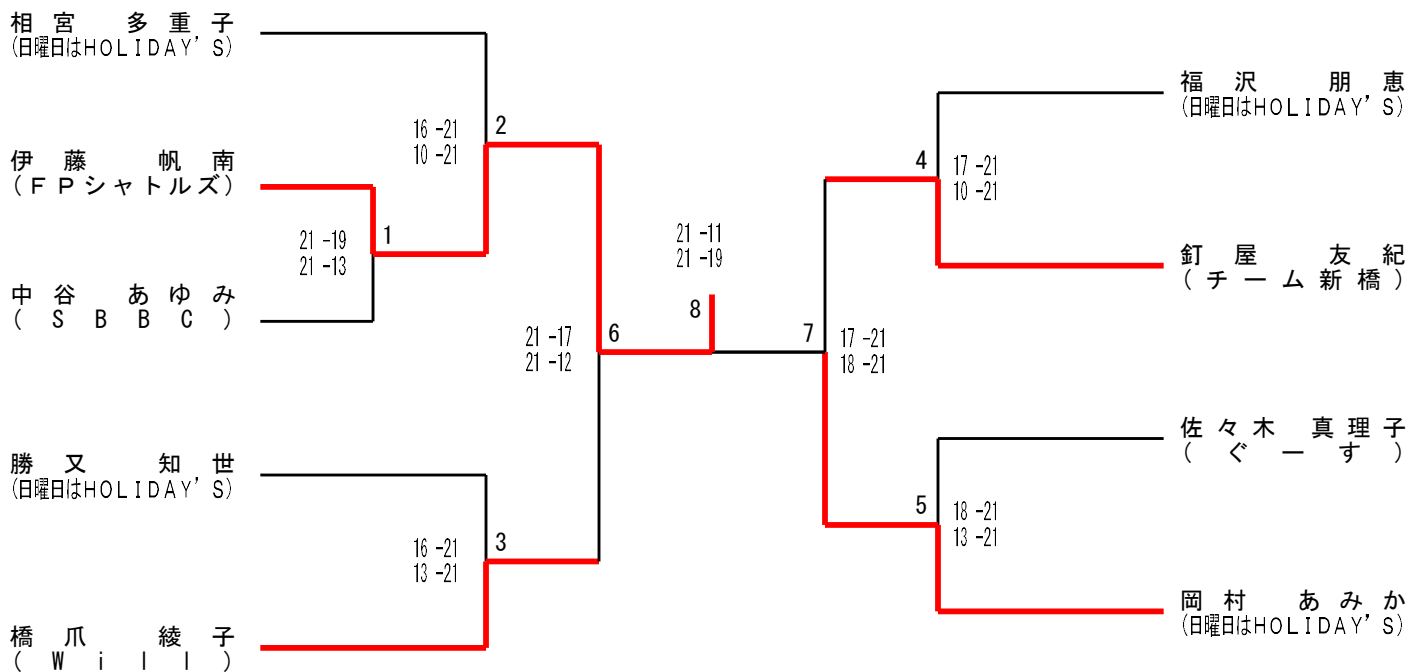 相宮 多重子
(日曜日はHOLIDAY'S)
16 -21
10 -21
2
伊藤 帆南
(FPシャトルズ)
21 -19
21 -13
1
中谷 あゆみ
(SBBC)
21 -17
21 -12
6
勝又 知世
(日曜日はHOLIDAY'S)
16 -21
13 -21
3
橋爪 綾子
(Will)
21 -11
21 -19
8
福沢 朋恵
(日曜日はHOLIDAY'S)
4
17 -21
10 -21
釘屋 友紀
(チーム新橋)
7
17 -21
18 -21
佐々木 真理子
(ぐーす)
5
18 -21
13 -21
岡村 あみか
(日曜日はHOLIDAY'S)